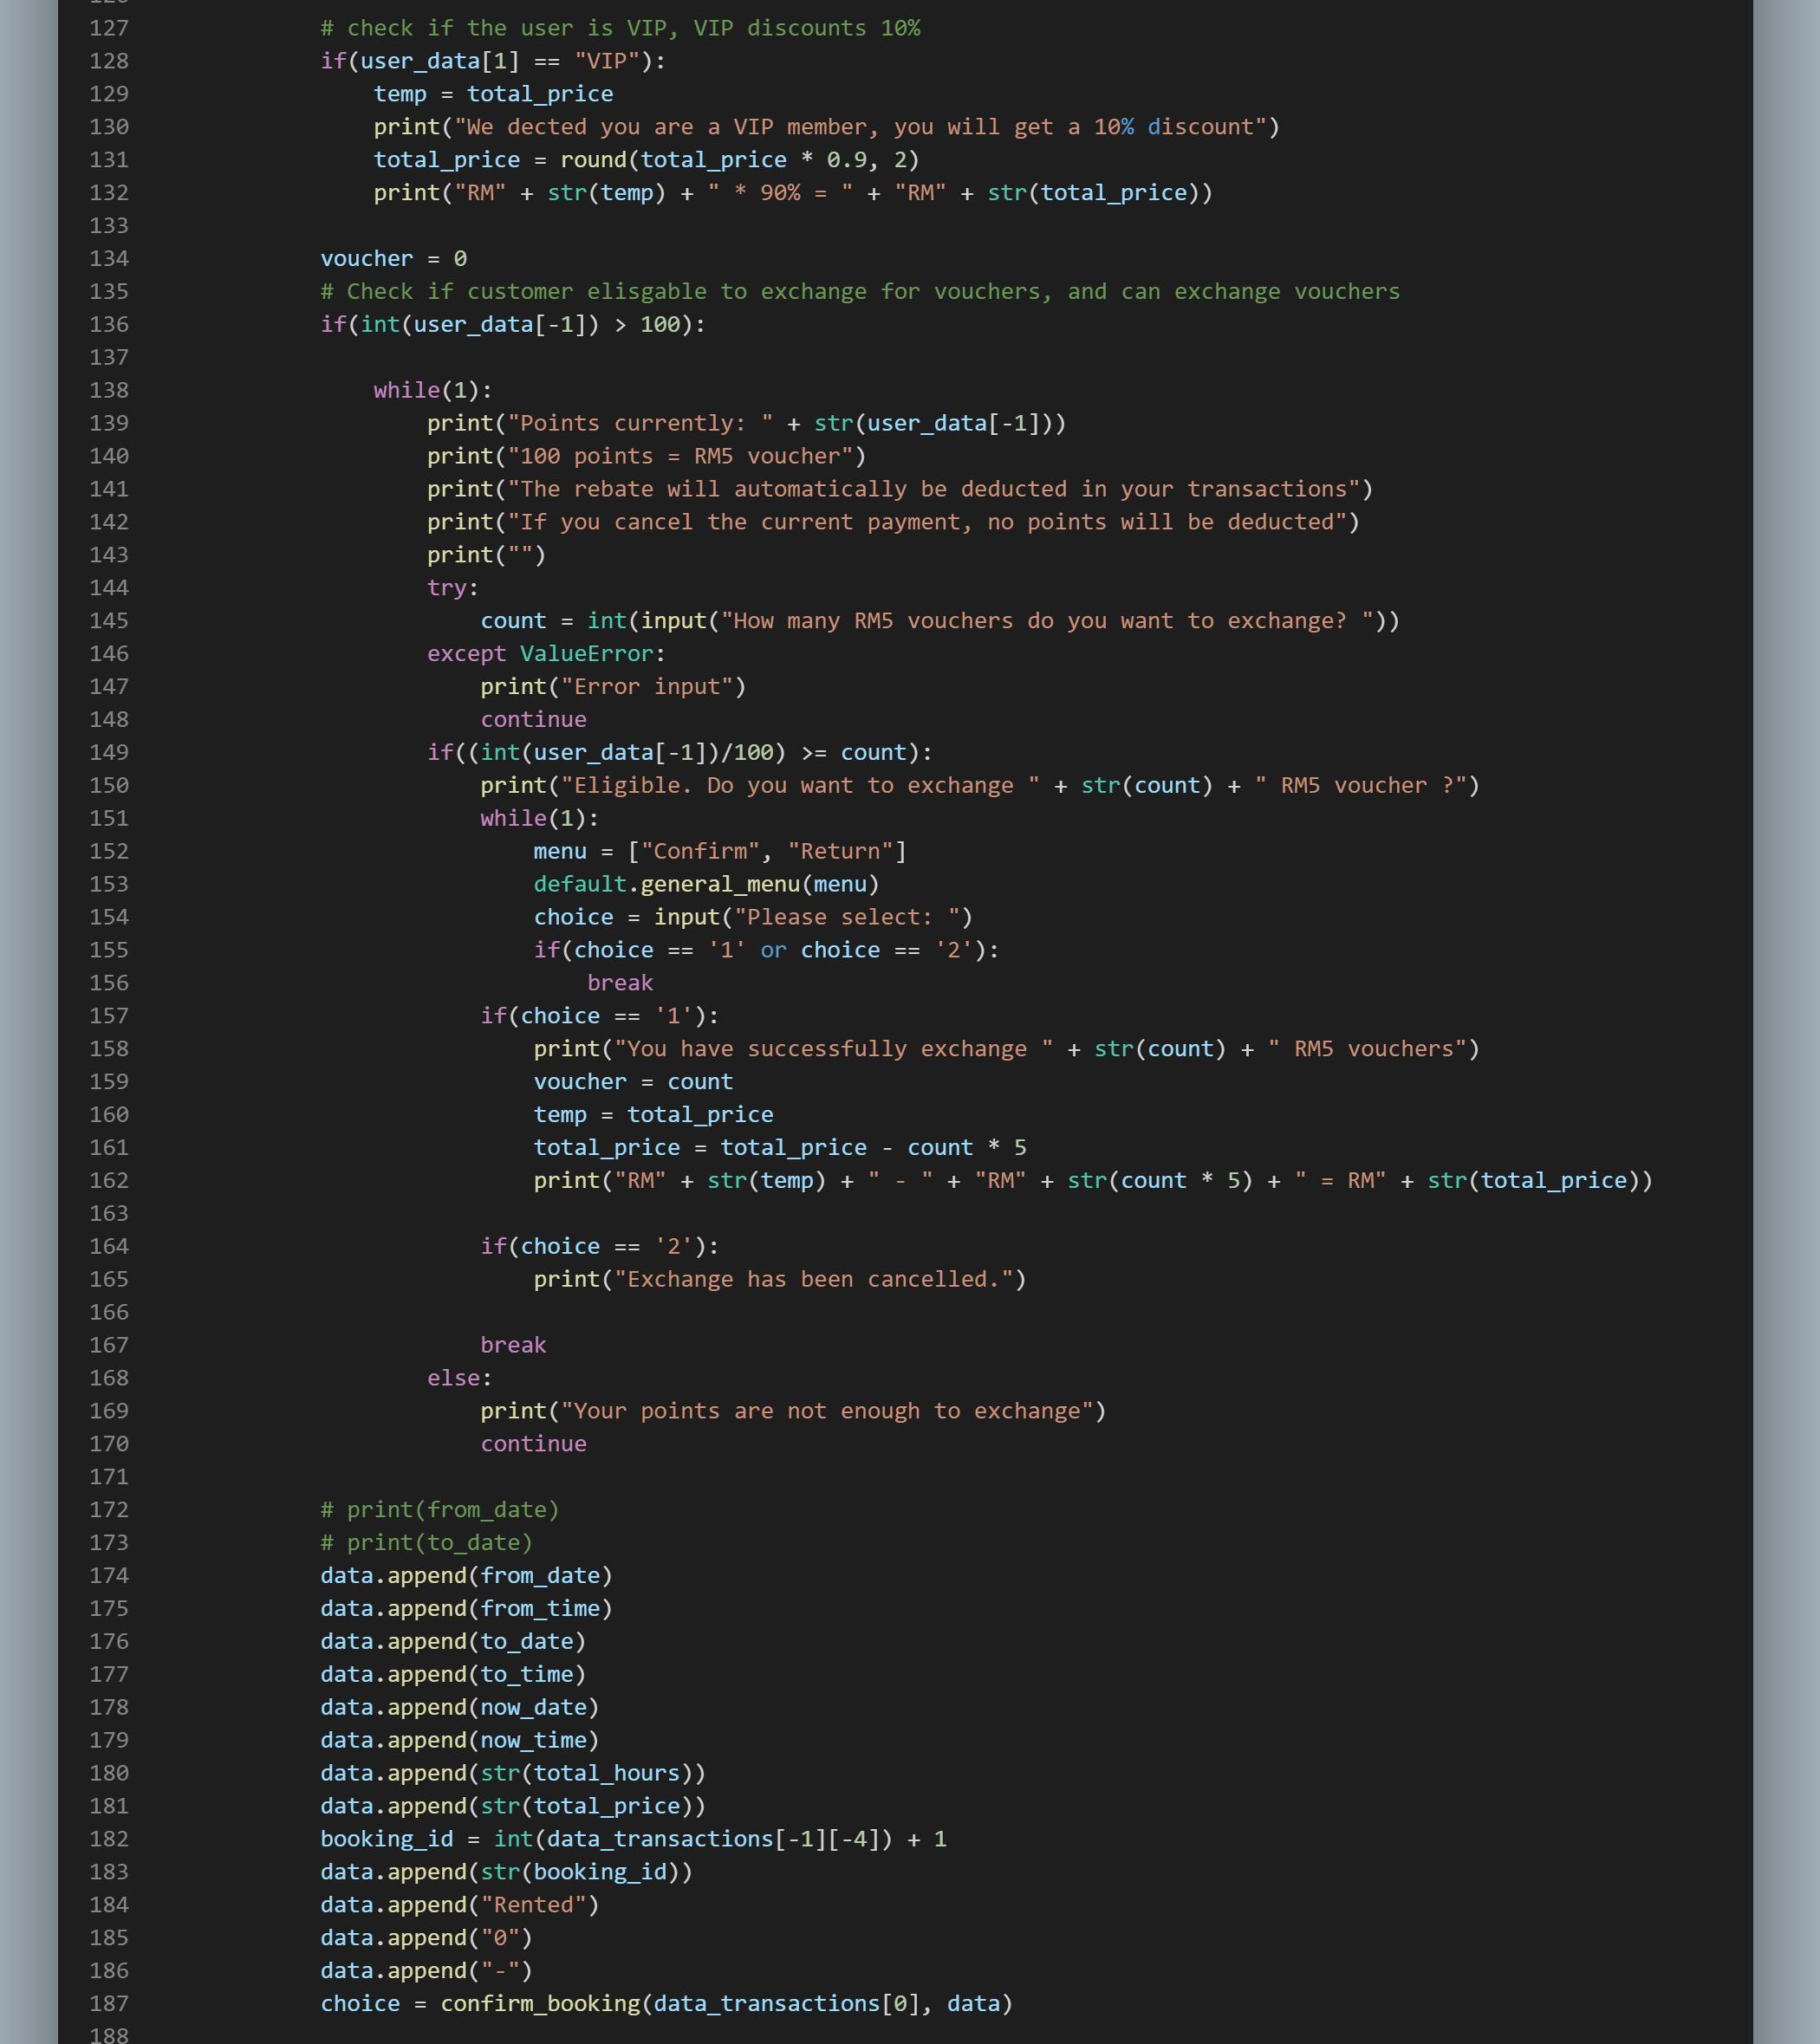 127 # check if the user is VIP, VIP discounts 10%
128 if(user_data[1] == "VIP"):
129 temp = total_price
130 print("We dected you are a VIP member, you will get a 10% discount")
131 total_price = round(total_price * 0.9, 2)
132 print("RM" + str(temp) + " * 90% = " + "RM" + str(total_price))
133
134 voucher = 0
135 # Check if customer elisgable to exchange for vouchers, and can exchange vouchers
136 if(int(user_data[-1]) > 100):
137
138 while(1):
139 print("Points currently: " + str(user_data[-1]))
140 print("100 points = RM5 voucher")
141 print("The rebate will automatically be deducted in your transactions")
142 print("If you cancel the current payment, no points will be deducted")
143 print("")
144 try:
145 count = int(input("How many RM5 vouchers do you want to exchange? "))
146 except ValueError:
147 print("Error input")
148 continue
149 if((int(user_data[-1])/100) >= count):
150 print("Eligible. Do you want to exchange " + str(count) + " RM5 voucher ?")
151 while(1):
152 menu = ["Confirm", "Return"]
153 default.general_menu(menu)
154 choice = input("Please select: ")
155 if(choice == '1' or choice == '2'):
156 break
157 if(choice == '1'):
158 print("You have successfully exchange " + str(count) + " RM5 vouchers")
159 voucher = count
160 temp = total_price
161 total_price = total_price - count * 5
162 print("RM" + str(temp) + " - " + "RM" + str(count * 5) + " = RM" + str(total_price))
163
164 if(choice == '2'):
165 print("Exchange has been cancelled.")
166
167 break
168 else:
169 print("Your points are not enough to exchange")
170 continue
171
172 # print(from_date)
173 # print(to_date)
174 data.append(from_date)
175 data.append(from_time)
176 data.append(to_date)
177 data.append(to_time)
178 data.append(now_date)
179 data.append(now_time)
180 data.append(str(total_hours))
181 data.append(str(total_price))
182 booking_id = int(data_transactions[-1][-4]) + 1
183 data.append(str(booking_id))
184 data.append("Rented")
185 data.append("0")
186 data.append("-")
187 choice = confirm_booking(data_transactions[0], data)
188